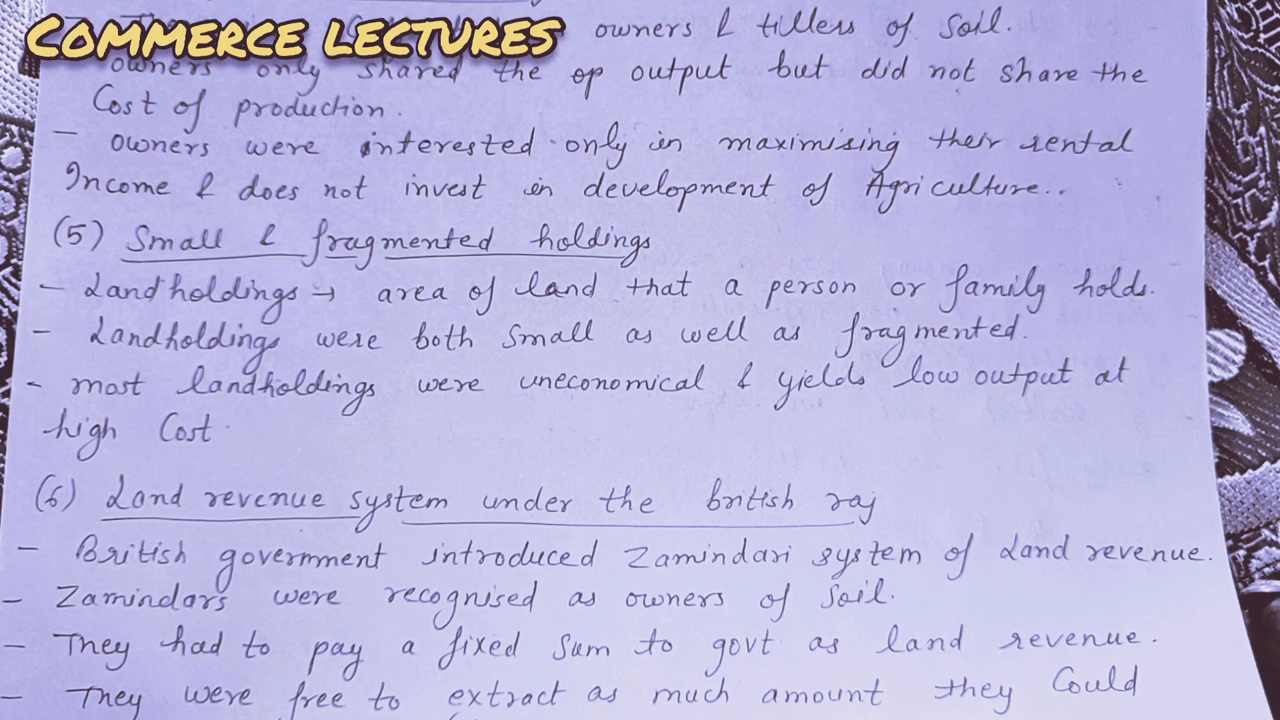 COMMERCE LECTURES
owners & tillers of Soil.
owners only shared the op output but did not share the
Cost of production.
- owners were interested only in maximising their rental
Income & does not invest in development of Agriculture..
(5) Small & fragmented holdings
- Landholdings → area of land that a person or family holds.
- Landholdings were both small as well as fragmented.
- most landholdings were uneconomical & yields low output at
high Cost.
(6) Land revenue system under the british raj
- British government introduced Zamindari system of Land revenue.
- Zamindars were recognised as owners of Soil.
- They had to pay a fixed Sum to govt as land revenue.
- They were free to extract as much amount they Could